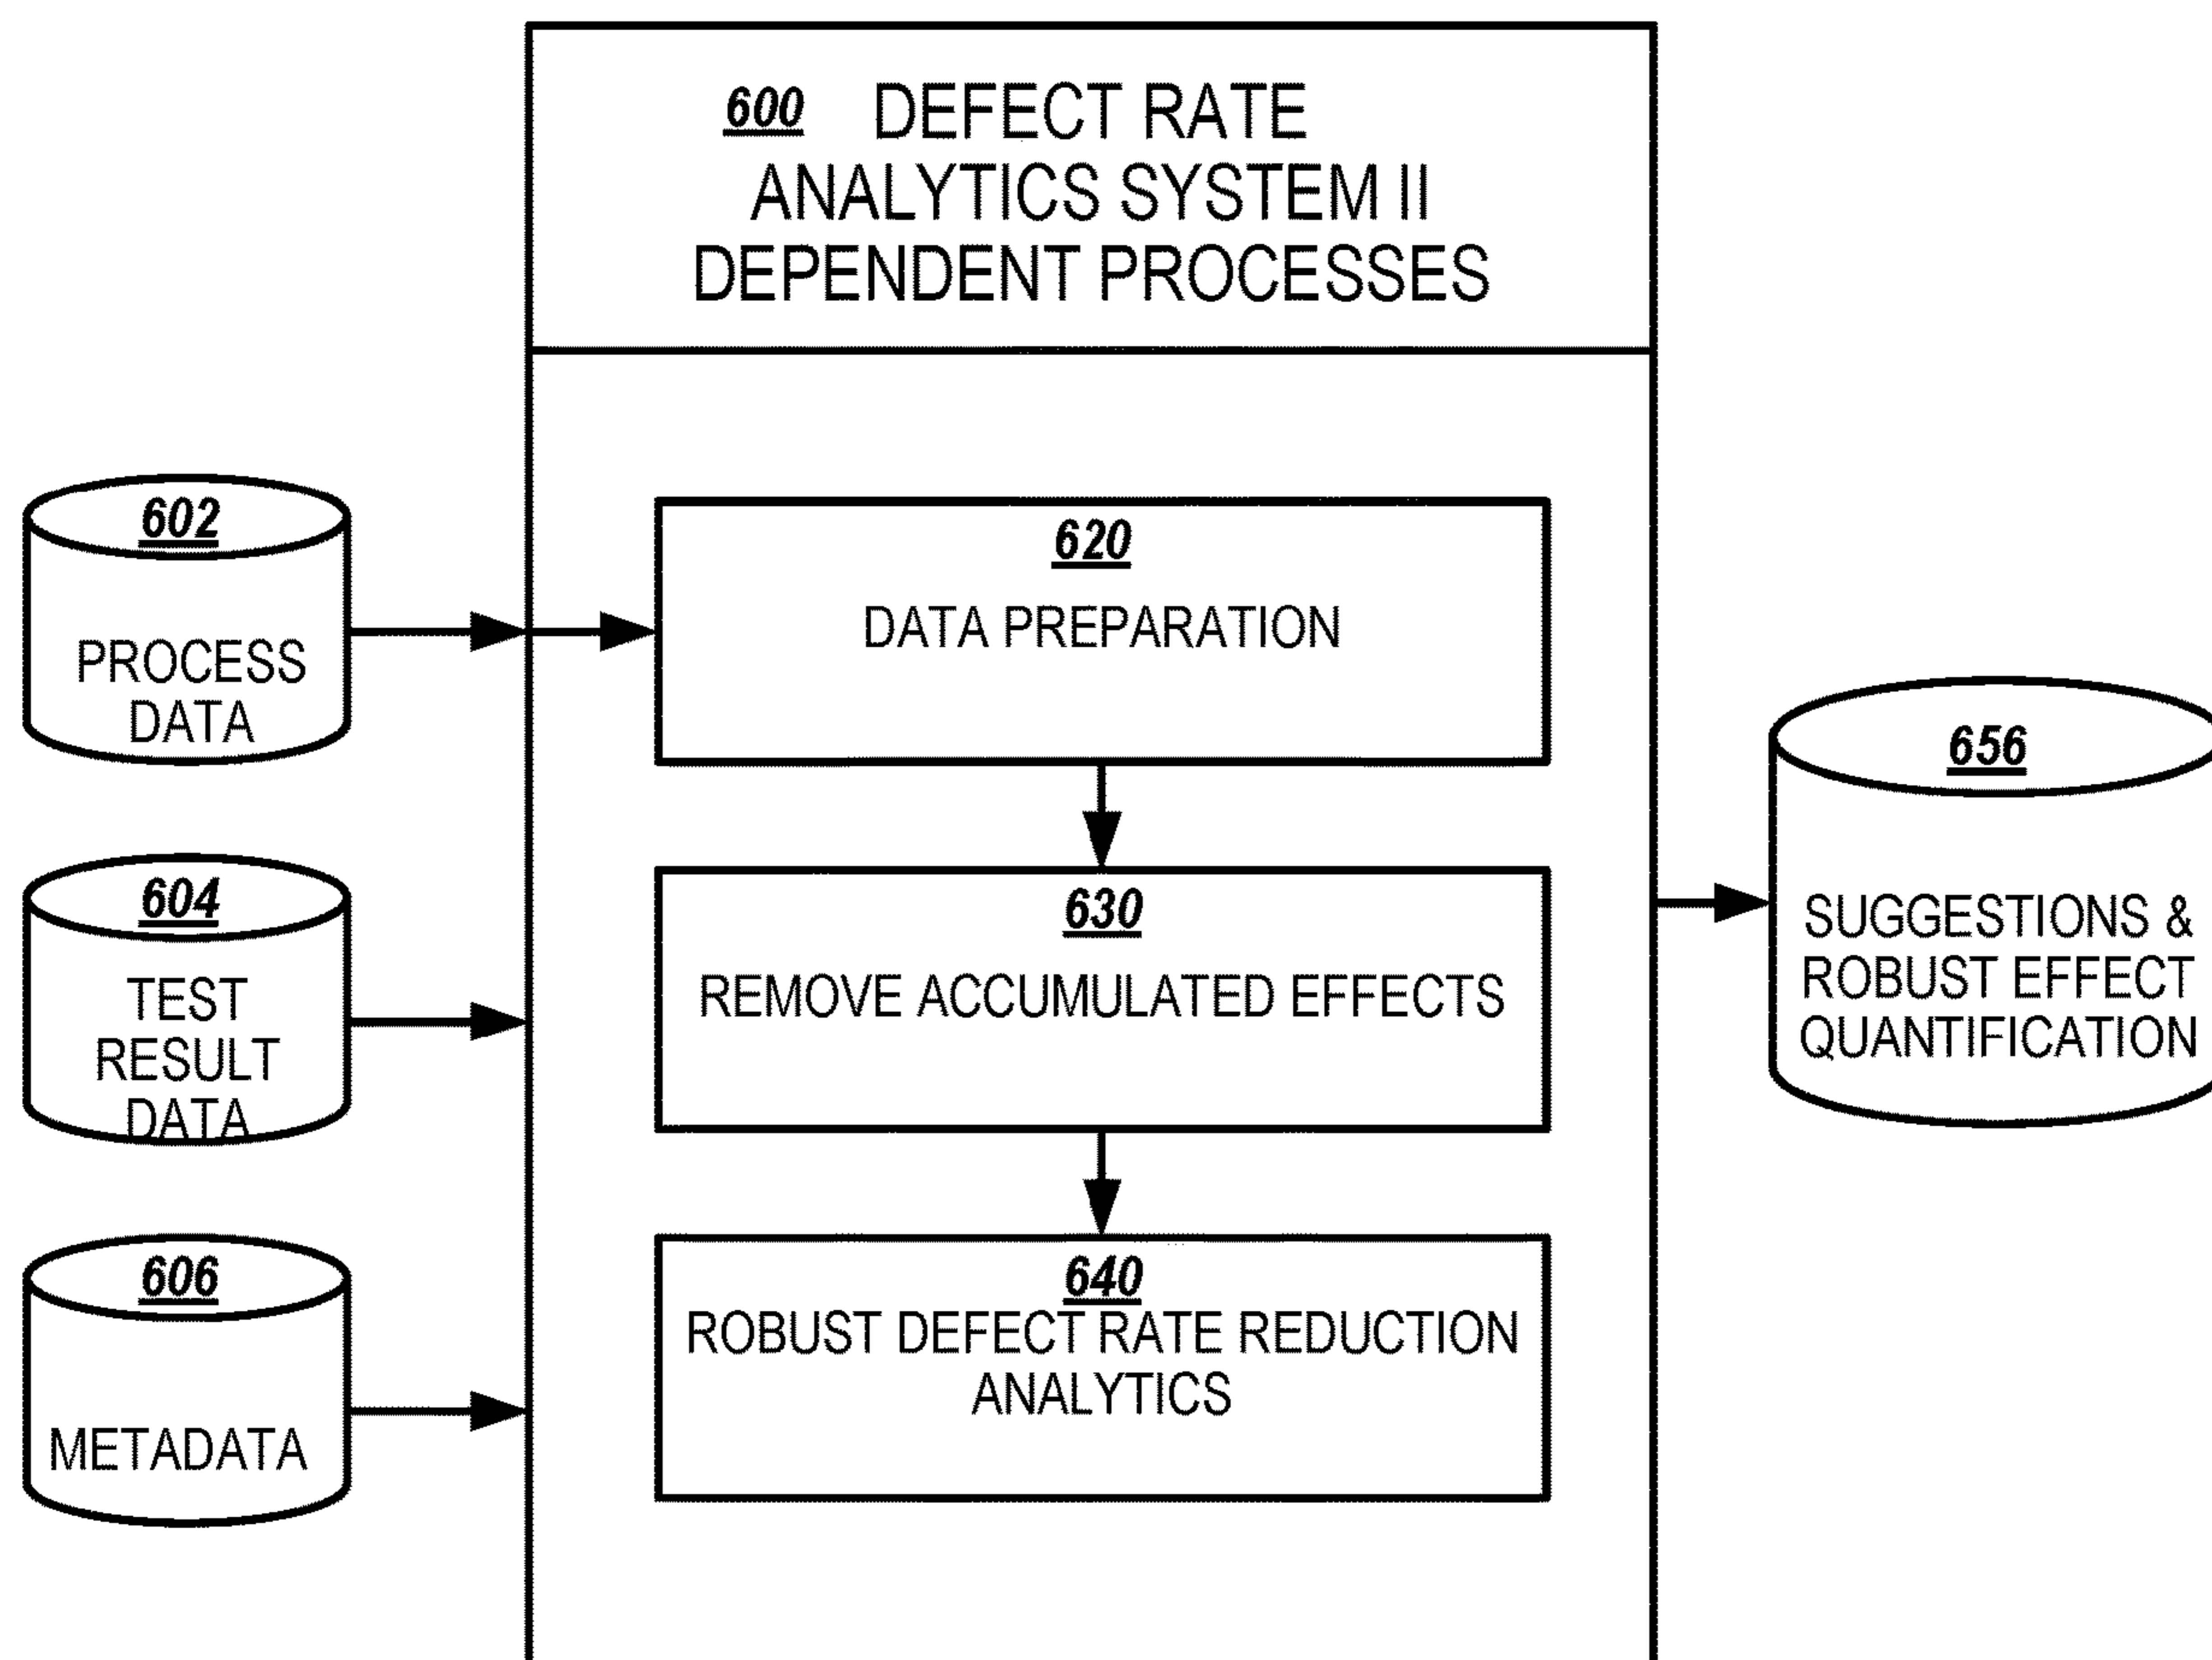 600 DEFECT RATE
ANALYTICS SYSTEM II
DEPENDENT PROCESSES
602
PROCESS
DATA
604
TEST
RESULT
DATA
606
METADATA
620
DATA PREPARATION
630
REMOVE ACCUMULATED EFFECTS
640
ROBUST DEFECT RATE REDUCTION
ANALYTICS
656
SUGGESTIONS &
ROBUST EFFECT
QUANTIFICATION